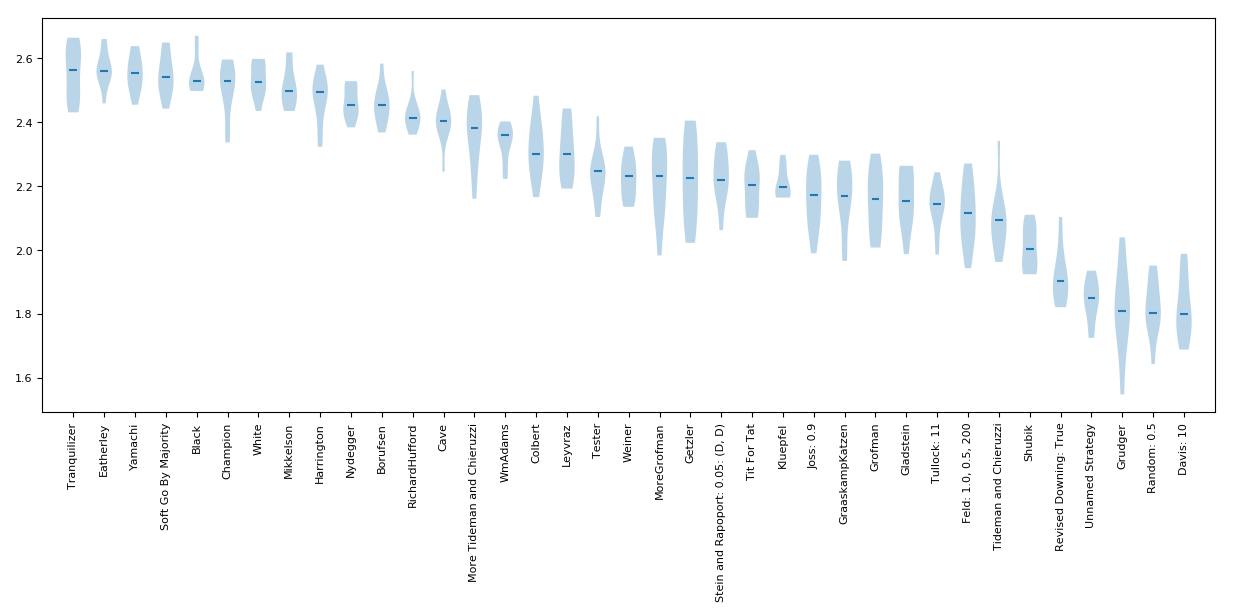 2.6
2.4
2.2
2.0
1.8
1.6
Tranquilizer
Eatherley
Yamachi
Soft Go By Majority
Black
Champion
White
Mikkelson
Harrington
Nydegger
Borufsen
RichardHufford
Cave
More Tideman and Chieruzzi
WmAdams
Colbert
Leyvraz
Tester
Weiner
MoreGrofman
Getzler
Stein and Rapoport: 0.05: (D, D)
Tit For Tat
Kluepfel
Joss: 0.9
GraaskampKatzen
Grofman
Gladstein
Tullock: 11
Feld: 1.0, 0.5, 200
Tideman and Chieruzzi
Shubik
Revised Downing: True
Unnamed Strategy
Grudger
Random: 0.5
Davis: 10